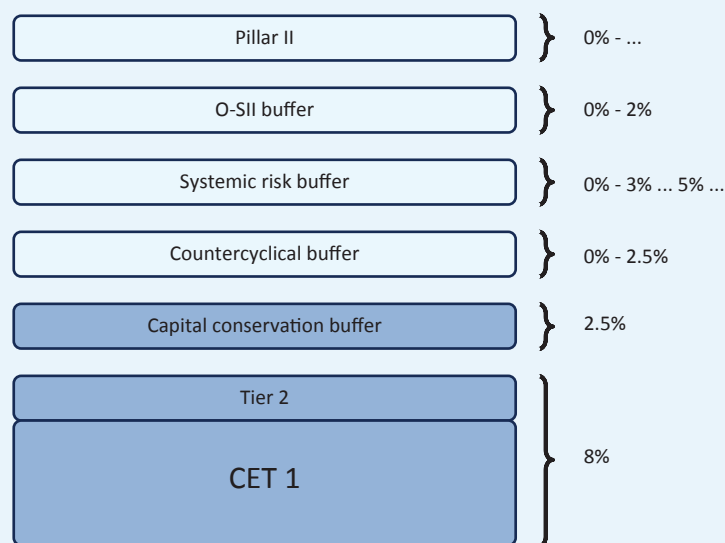 Pillar II 0% - ...
O-SII buffer 0% - 2%
Systemic risk buffer 0% - 3% ... 5% ...
Countercyclical buffer 0% - 2.5%
Capital conservation buffer 2.5%
Tier 2
CET 1 8%